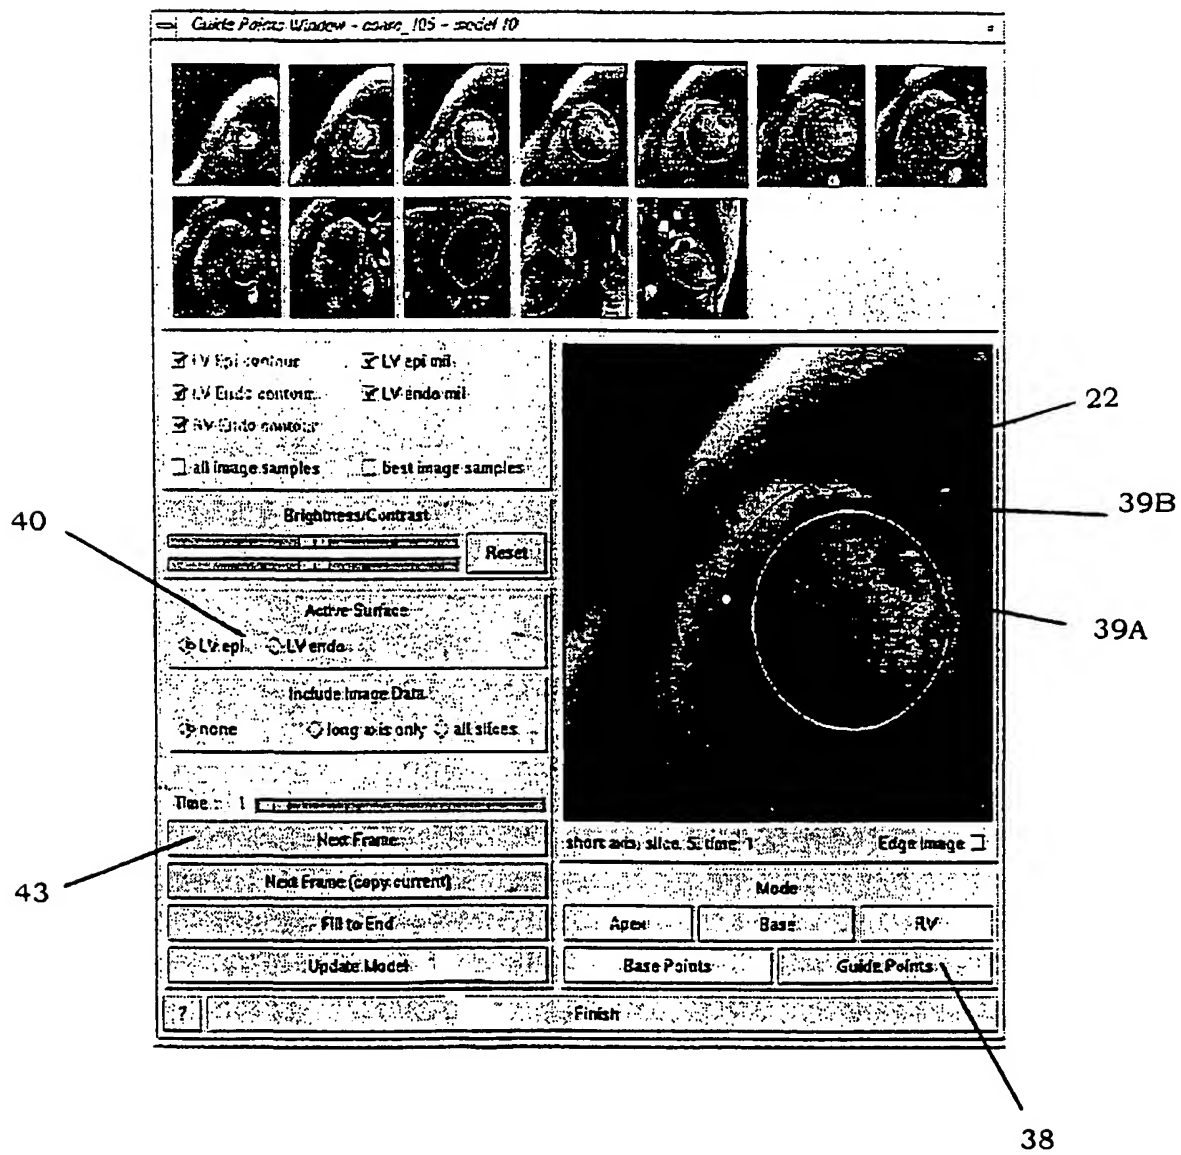 Guide Points Window - coarc_105 - model 10
LV Epi contour LV epi mil
LV Endo contour LV endo mil
RV Endo contour
all image samples best image samples
Brightness/Contrast
Reset
Active Surface
LV epi LV endo
Include Image Data
none long axis only all slices
Time: 1
Next Frame
Next Frame (copy current)
Fill to End
Update Model
short axis, slice 5, time 1 Edge Image
Mode
Apex Base RV
Base Points Guide Points
? Finish
22
39B
39A
40
43
38